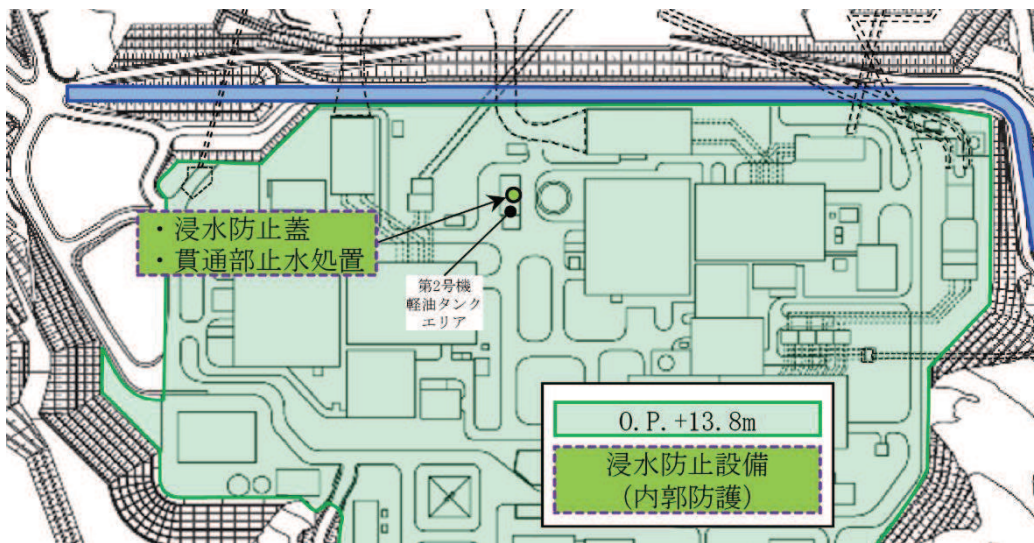 ・浸水防止蓋
・貫通部止水処置
第2号機
軽油タンク
エリア
O.P.+13.8m
浸水防止設備
(内郭防護)